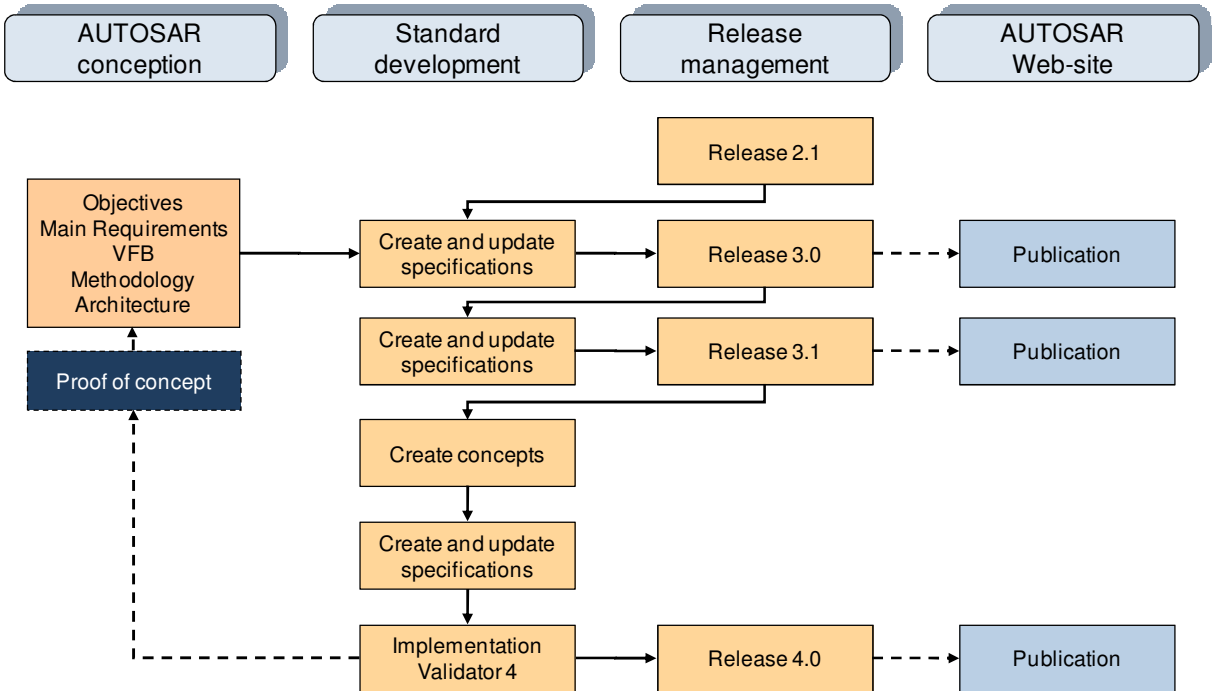 AUTOSAR
conception
Standard
development
Release
management
AUTOSAR
Web-site
Release 2.1
Objectives
Main Requirements
VFB
Methodology
Architecture
Create and update
specifications
Release 3.0
Publication
Create and update
specifications
Release 3.1
Publication
Proof of concept
Create concepts
Create and update
specifications
Implementation
Validator 4
Release 4.0
Publication